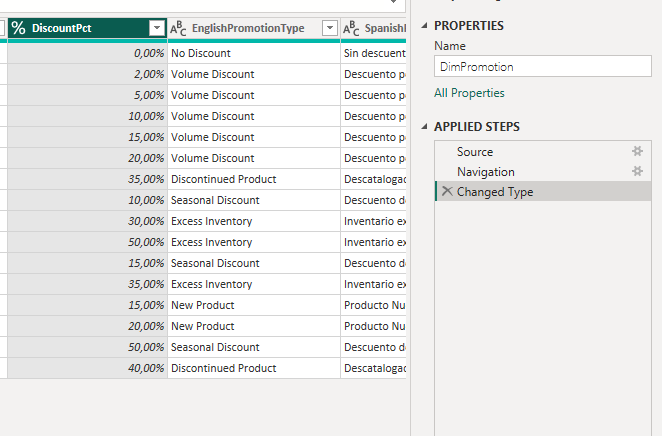 % DiscountPct ABC EnglishPromotionType ABC Spanish
0,00% No Discount Sin descuent
2,00% Volume Discount Descuento p
5,00% Volume Discount Descuento p
10,00% Volume Discount Descuento p
15,00% Volume Discount Descuento p
20,00% Volume Discount Descuento p
35,00% Discontinued Product Descataloga
10,00% Seasonal Discount Descuento d
30,00% Excess Inventory Inventario ex
50,00% Excess Inventory Inventario ex
15,00% Seasonal Discount Descuento d
35,00% Excess Inventory Inventario ex
15,00% New Product Producto Nu
20,00% New Product Producto Nu
50,00% Seasonal Discount Descuento d
40,00% Discontinued Product Descataloga
PROPERTIES
Name
DimPromotion
All Properties
APPLIED STEPS
Source
Navigation
Changed Type